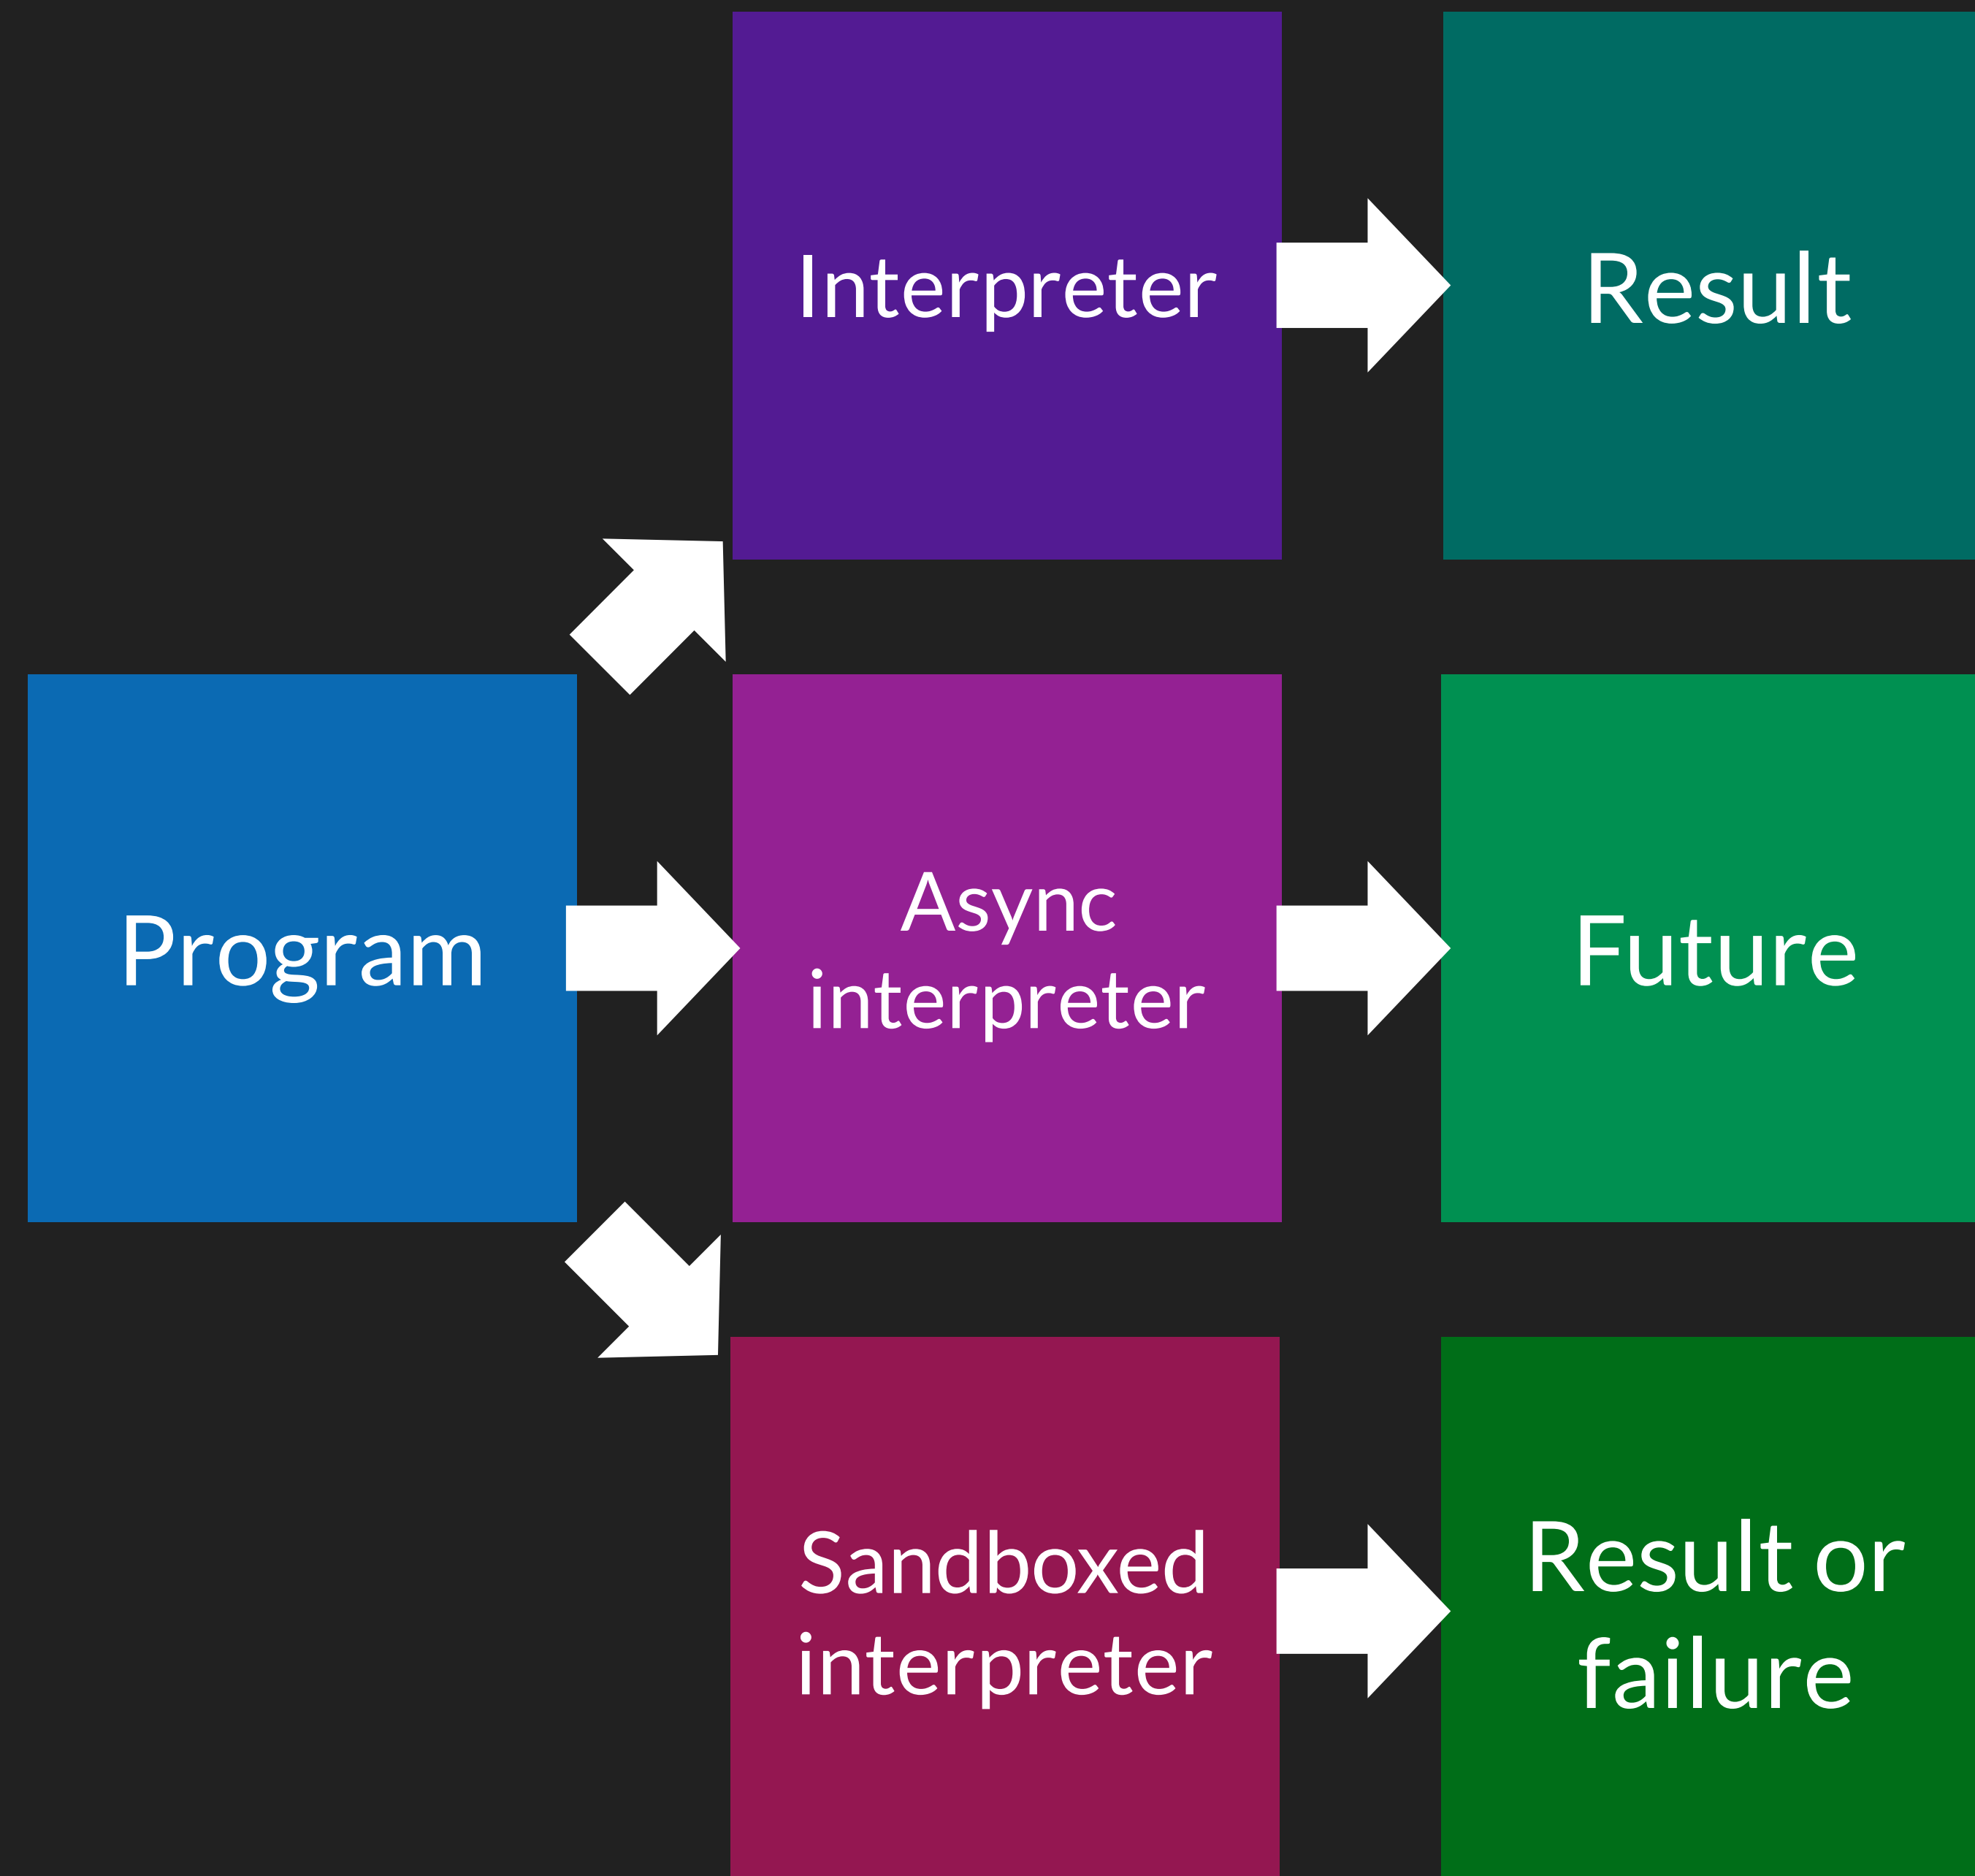 Interpreter
Result
Program
Async
interpreter
Future
Sandboxed
interpreter
Result or
failure